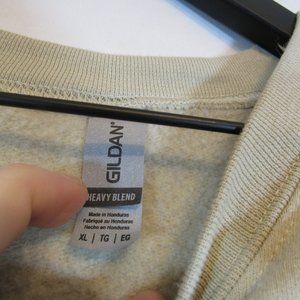 GILDAN
HEAVY BLEND
Made in Honduras
Fabriqué au Honduras
Hecho en Honduras
XL | TG | EG